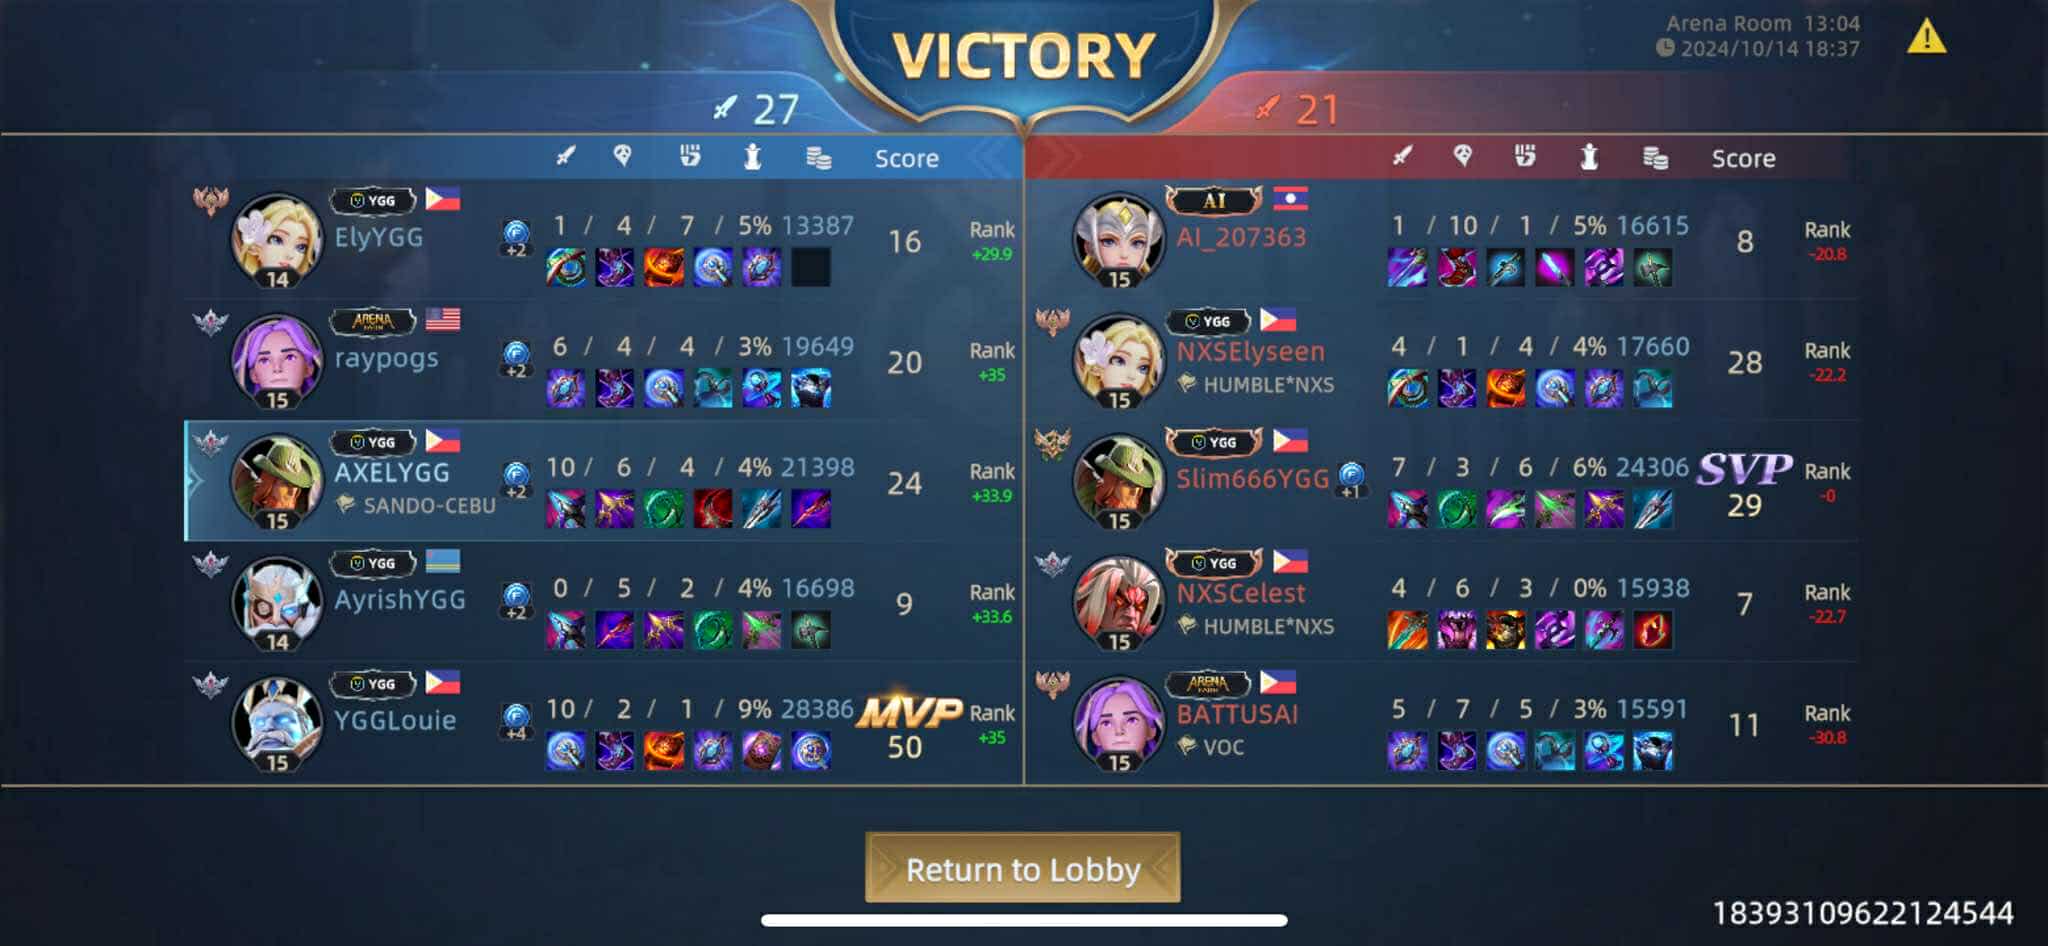 VICTORY
Arena Room 13:04
2024/10/14 18:37
27
21
Score
Score
YGG
ElyYGG
14
+2
1 / 4 / 7 / 5% 13387
16
Rank
+29.9
ARENA
raypogs
15
+2
6 / 4 / 4 / 3% 19649
20
Rank
+35
YGG
AXELYGG
SANDO-CEBU
15
+2
10 / 6 / 4 / 4% 21398
24
Rank
+33.9
YGG
AyrishYGG
14
+2
0 / 5 / 2 / 4% 16698
9
Rank
+33.6
YGG
YGGLouie
15
+4
10 / 2 / 1 / 9% 28386
MVP
50
Rank
+35
AI
AI_207363
15
1 / 10 / 1 / 5% 16615
8
Rank
-20.8
YGG
NXSElyseen
HUMBLE*NXS
15
4 / 1 / 4 / 4% 17660
28
Rank
-22.2
YGG
Slim666YGG
15
+1
7 / 3 / 6 / 6% 24306
SVP
29
Rank
-0
YGG
NXSCelest
HUMBLE*NXS
15
4 / 6 / 3 / 0% 15938
7
Rank
-22.7
ARENA
BATTUSAI
VOC
15
5 / 7 / 5 / 3% 15591
11
Rank
-30.8
Return to Lobby
18393109622124544